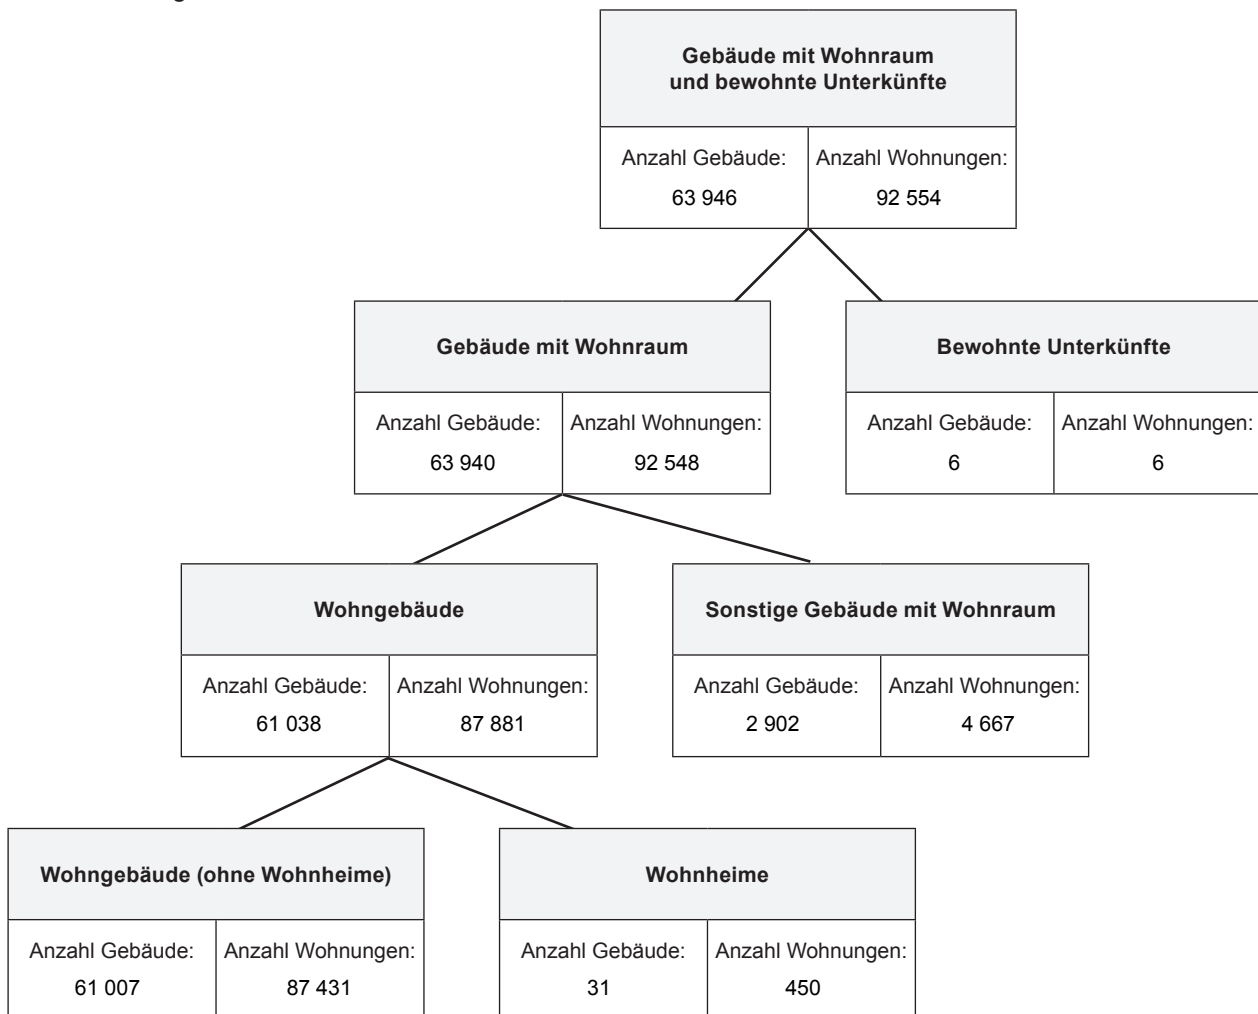 Gebäude mit Wohnraum
und bewohnte Unterkünfte
Anzahl Gebäude: Anzahl Wohnungen:
63 946 92 554
Gebäude mit Wohnraum
Anzahl Gebäude: Anzahl Wohnungen:
63 940 92 548
Bewohnte Unterkünfte
Anzahl Gebäude: Anzahl Wohnungen:
6 6
Wohngebäude
Anzahl Gebäude: Anzahl Wohnungen:
61 038 87 881
Sonstige Gebäude mit Wohnraum
Anzahl Gebäude: Anzahl Wohnungen:
2 902 4 667
Wohngebäude (ohne Wohnheime)
Anzahl Gebäude: Anzahl Wohnungen:
61 007 87 431
Wohnheime
Anzahl Gebäude: Anzahl Wohnungen:
31 450